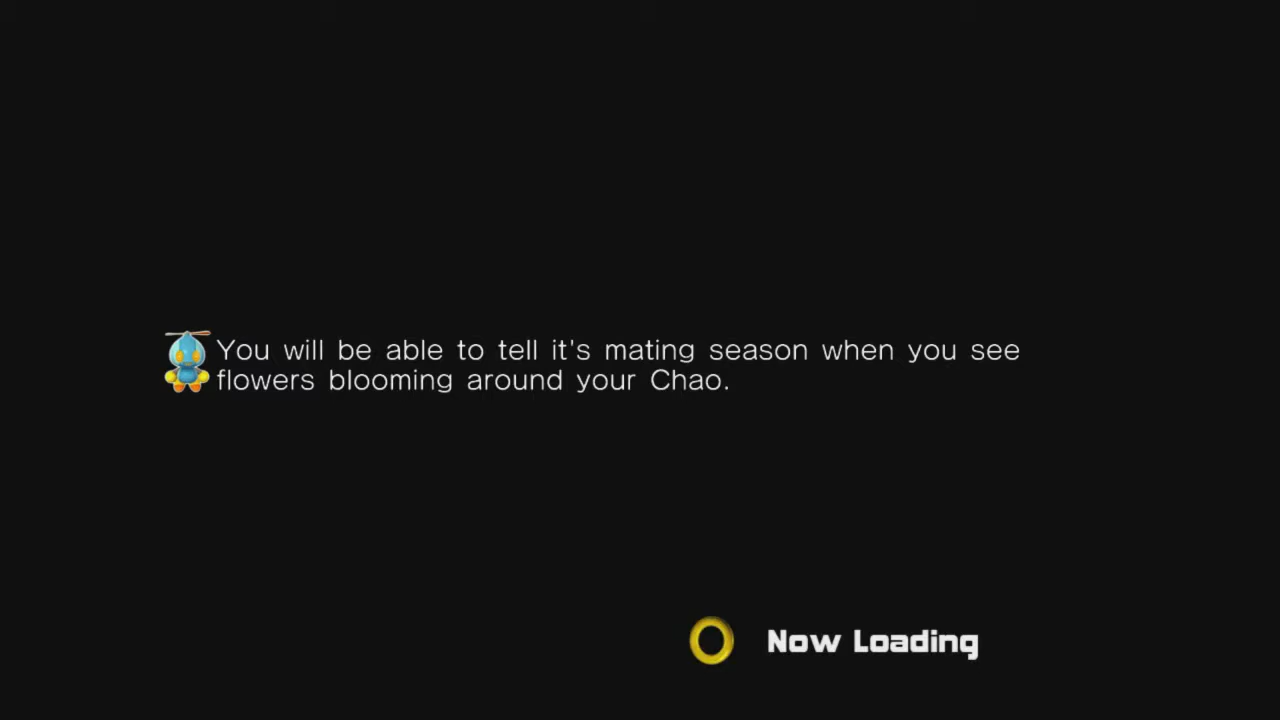 You will be able to tell it's mating season when you see
flowers blooming around your Chao.
Now Loading